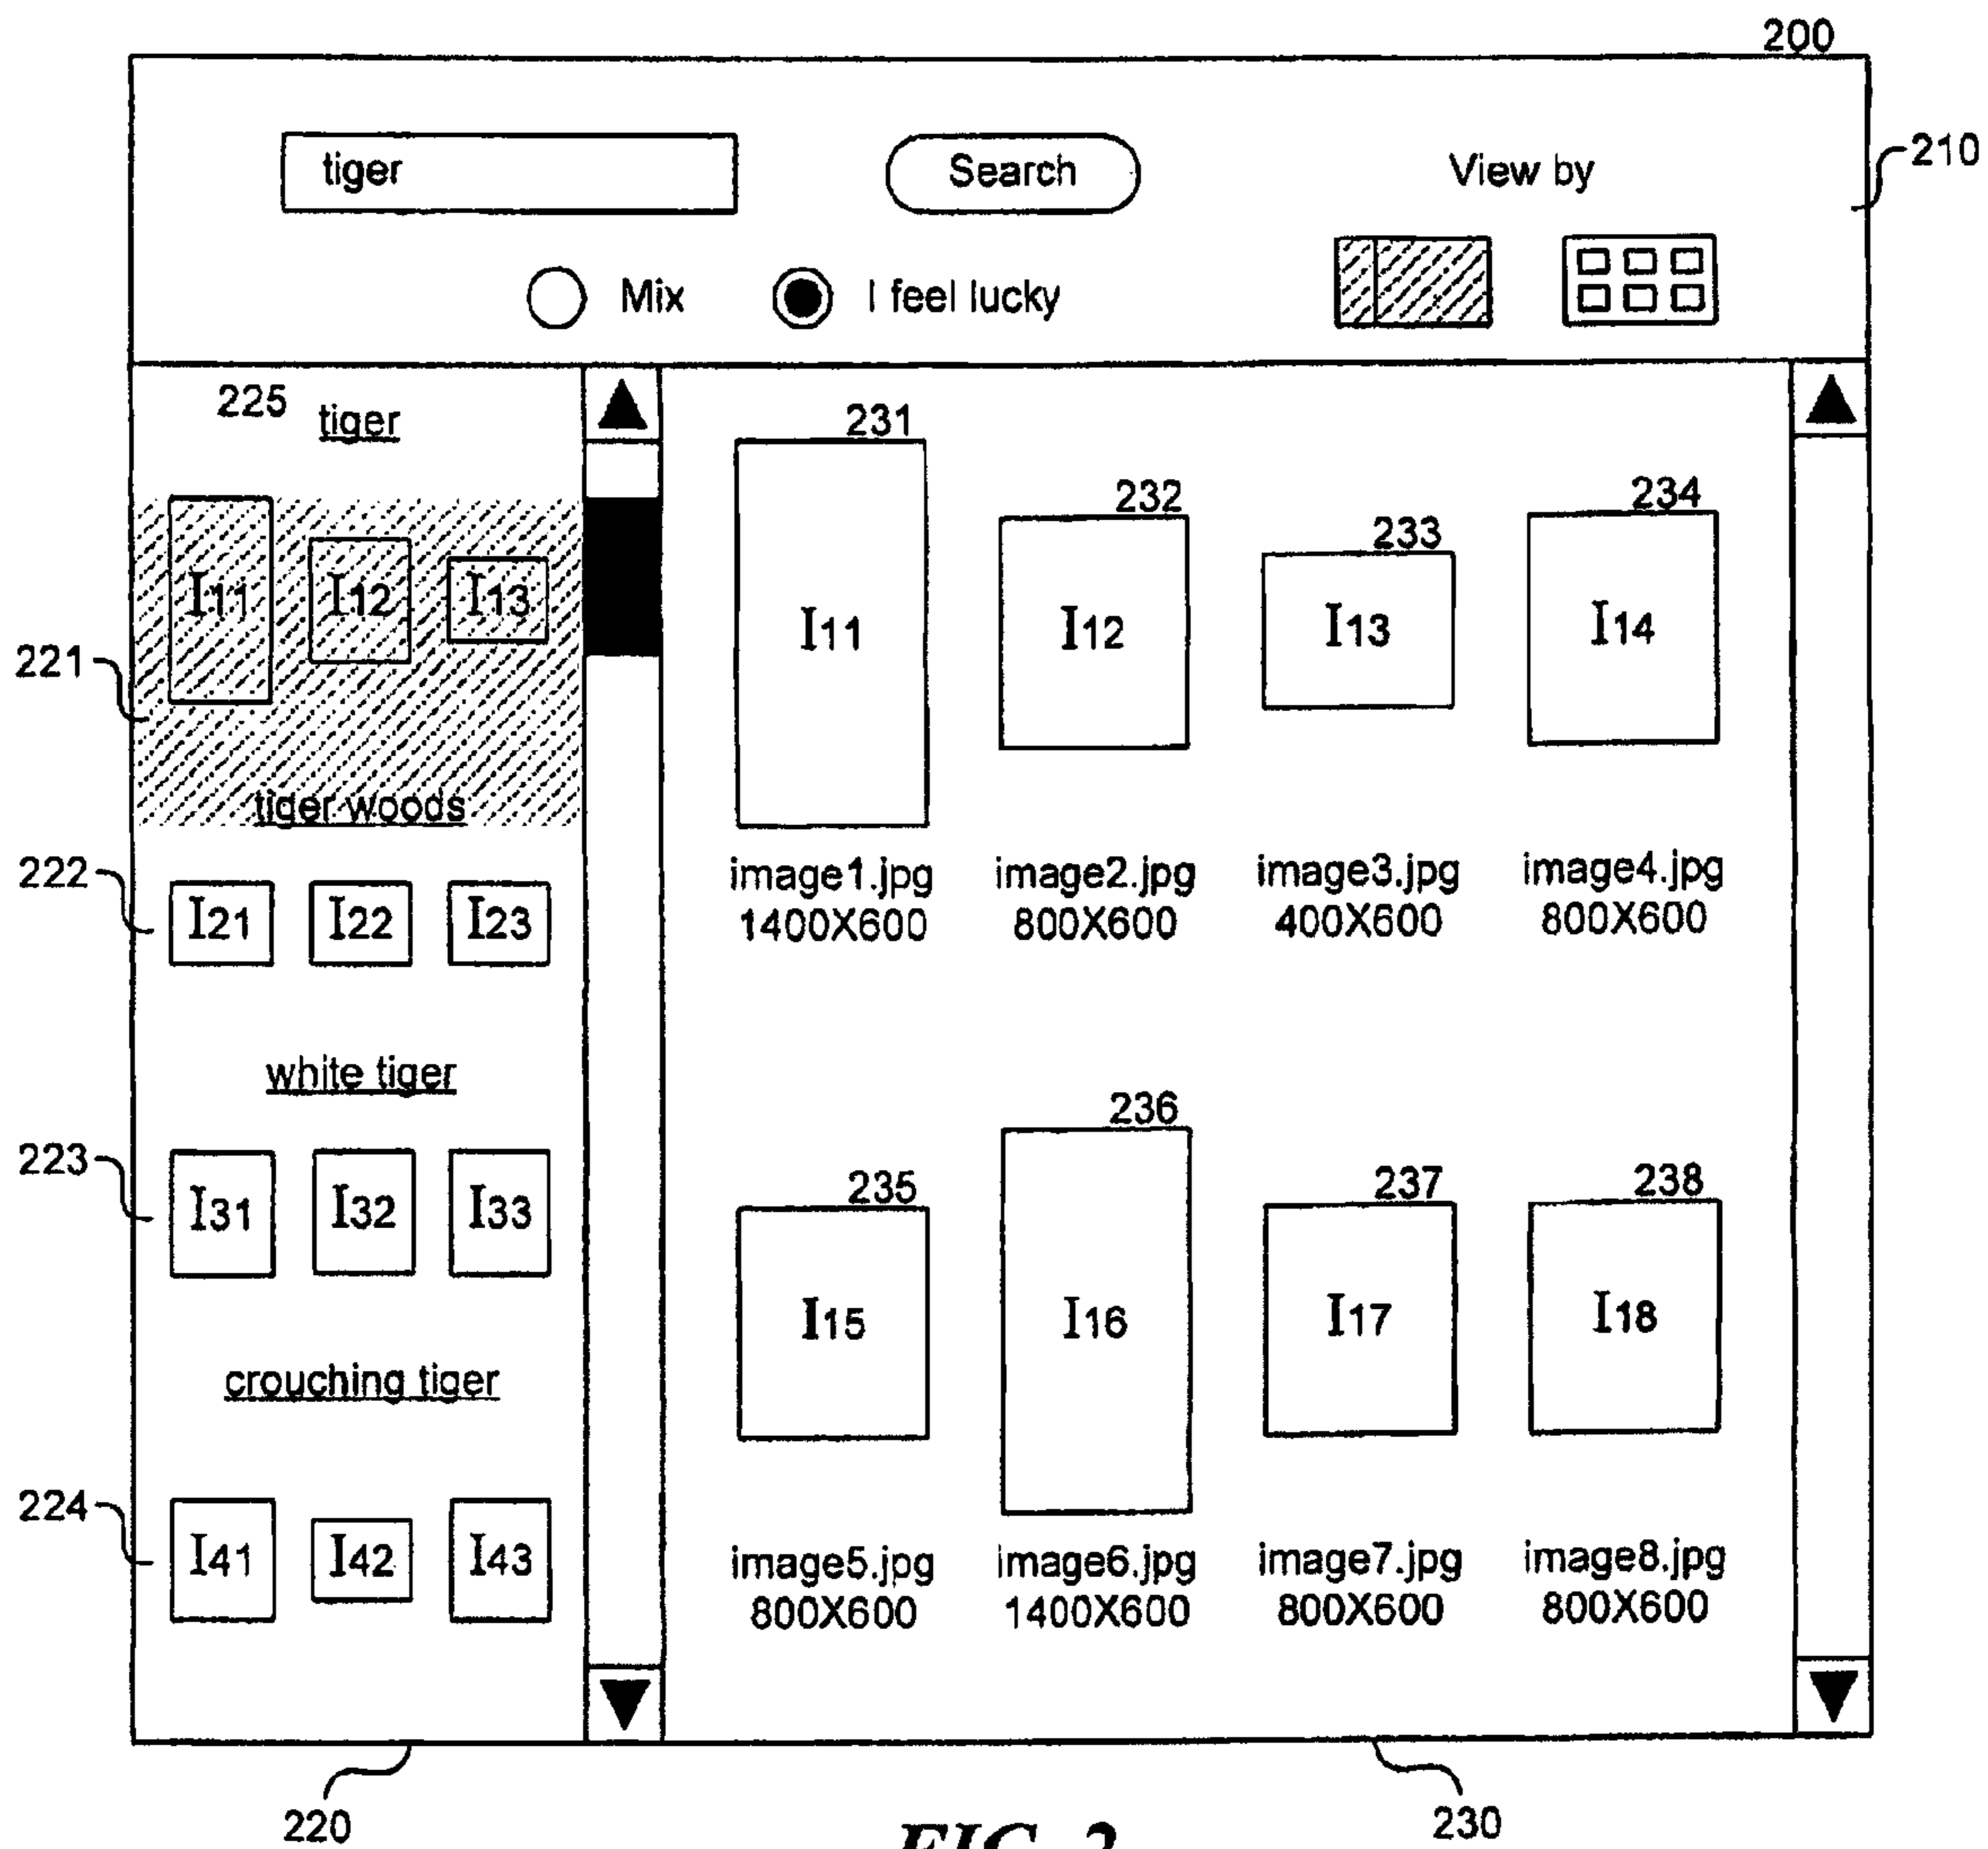 200
tiger
Search
View by
210
Mix
I feel lucky
225
tiger
I11
I12
I13
221
tiger woods
222
I21
I22
I23
white tiger
223
I31
I32
I33
crouching tiger
224
I41
I42
I43
231
232
233
234
I11
I12
I13
I14
image1.jpg
1400X600
image2.jpg
800X600
image3.jpg
400X600
image4.jpg
800X600
235
236
237
238
I15
I16
I17
I18
image5.jpg
800X600
image6.jpg
1400X600
image7.jpg
800X600
image8.jpg
800X600
220
230